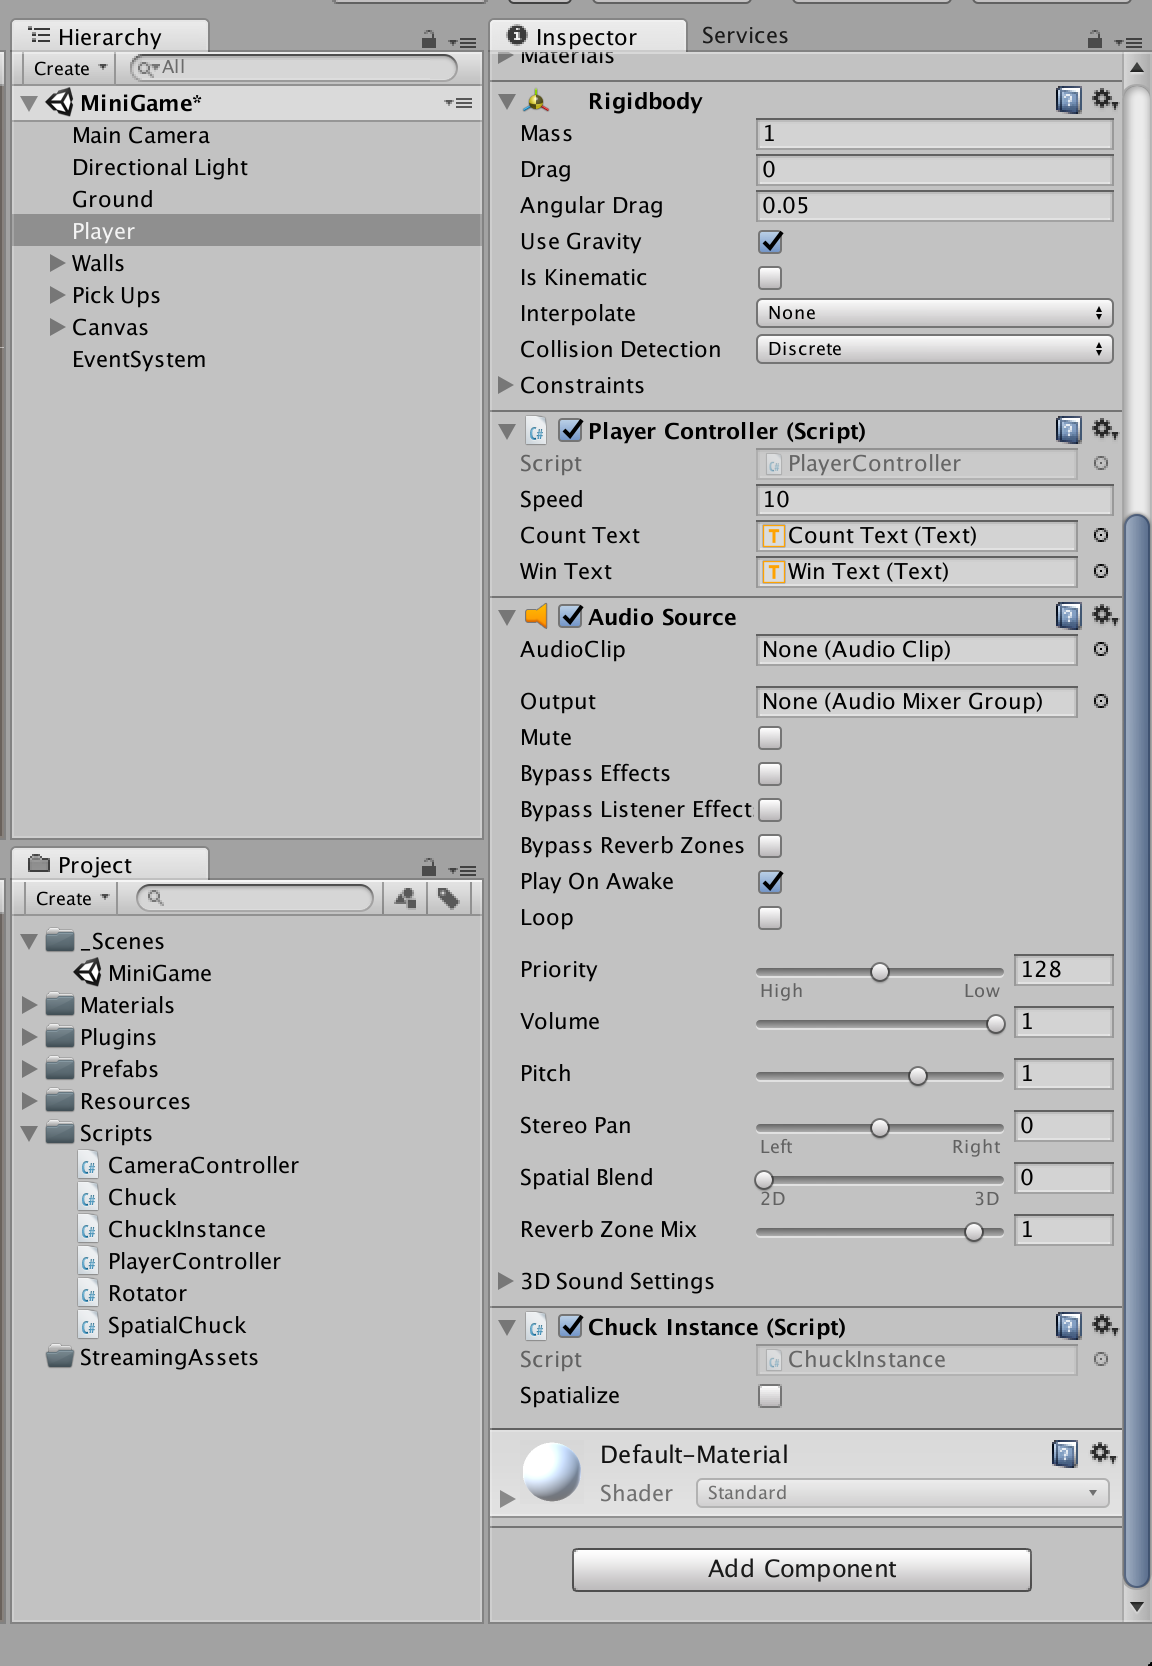 Hierarchy
Create
All
MiniGame*
Main Camera
Directional Light
Ground
Player
Walls
Pick Ups
Canvas
EventSystem
Project
Create
_Scenes
MiniGame
Materials
Plugins
Prefabs
Resources
Scripts
CameraController
Chuck
ChuckInstance
PlayerController
Rotator
SpatialChuck
StreamingAssets
Inspector
Services
Materials
Rigidbody
Mass 1
Drag 0
Angular Drag 0.05
Use Gravity
Is Kinematic
Interpolate None
Collision Detection Discrete
Constraints
C# Player Controller (Script)
Script C# PlayerController
Speed 10
Count Text T Count Text (Text)
Win Text T Win Text (Text)
Audio Source
AudioClip None (Audio Clip)
Output None (Audio Mixer Group)
Mute
Bypass Effects
Bypass Listener Effect
Bypass Reverb Zones
Play On Awake
Loop
Priority 128
High Low
Volume 1
Pitch 1
Stereo Pan 0
Left Right
Spatial Blend 0
2D 3D
Reverb Zone Mix 1
3D Sound Settings
C# Chuck Instance (Script)
Script C# ChuckInstance
Spatialize
Default-Material
Shader Standard
Add Component